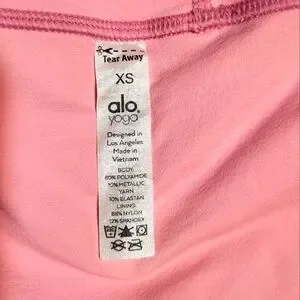 Tear Away
XS
alo
yoga
Designed in
Los Angeles
Made in
Vietnam
BODY
80% POLYAMIDE
10% METALLIC
YARN
10% ELASTAN
LINING
88% NYLON
12% SPANDEX